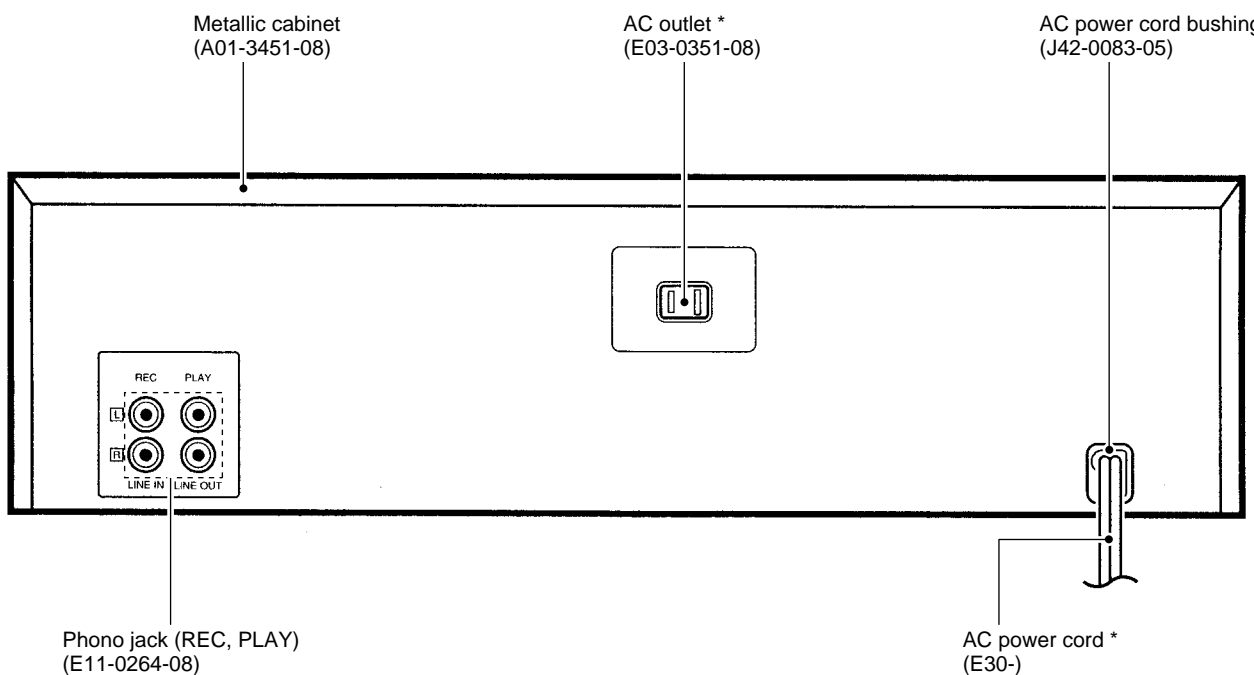 Metallic cabinet
(A01-3451-08)
AC outlet *
(E03-0351-08)
AC power cord bushing
(J42-0083-05)
REC PLAY
L
R
LINE IN LINE OUT
Phono jack (REC, PLAY)
(E11-0264-08)
AC power cord *
(E30-)